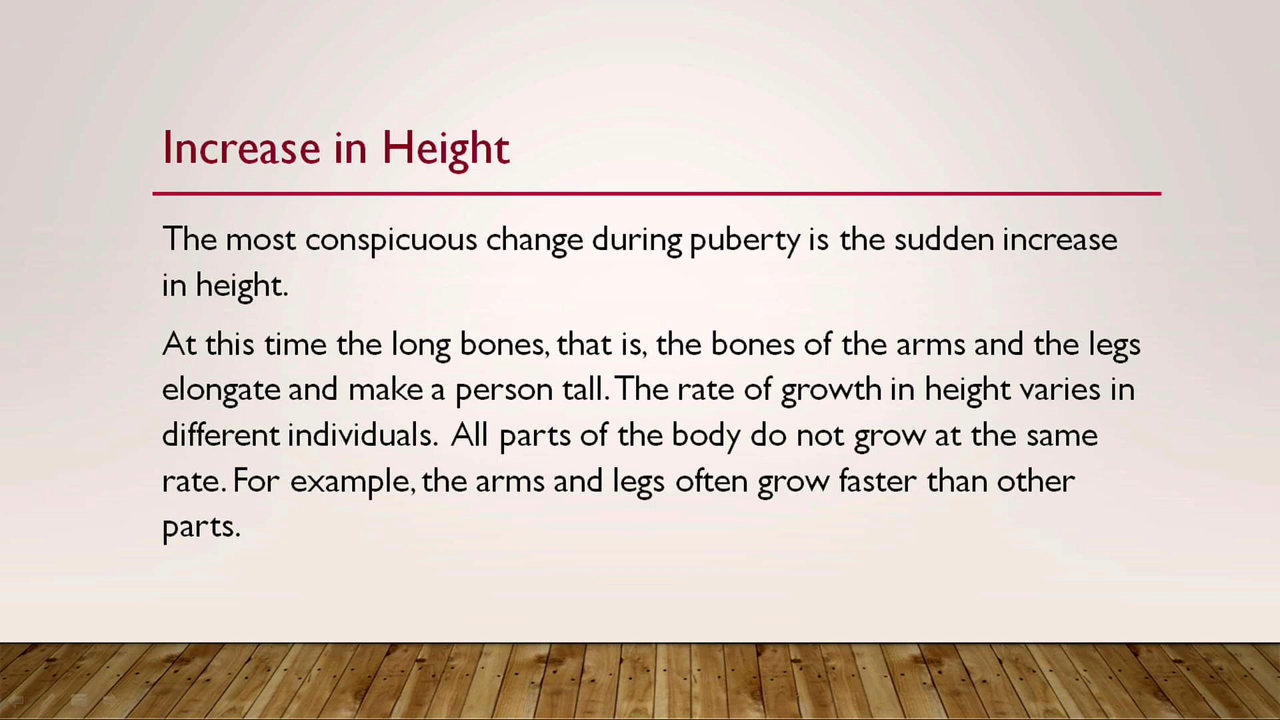 Increase in Height
The most conspicuous change during puberty is the sudden increase
in height.
At this time the long bones, that is, the bones of the arms and the legs
elongate and make a person tall. The rate of growth in height varies in
different individuals. All parts of the body do not grow at the same
rate. For example, the arms and legs often grow faster than other
parts.